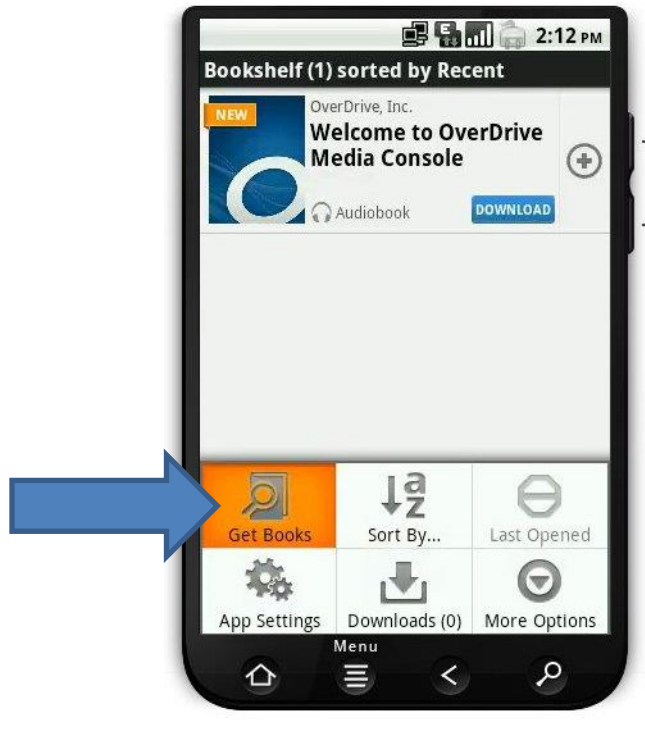 2:12 PM
Bookshelf (1) sorted by Recent
NEW
OverDrive, Inc.
Welcome to OverDrive
Media Console
Audiobook
DOWNLOAD
Get Books
Sort By...
Last Opened
App Settings
Downloads (0)
More Options
Menu